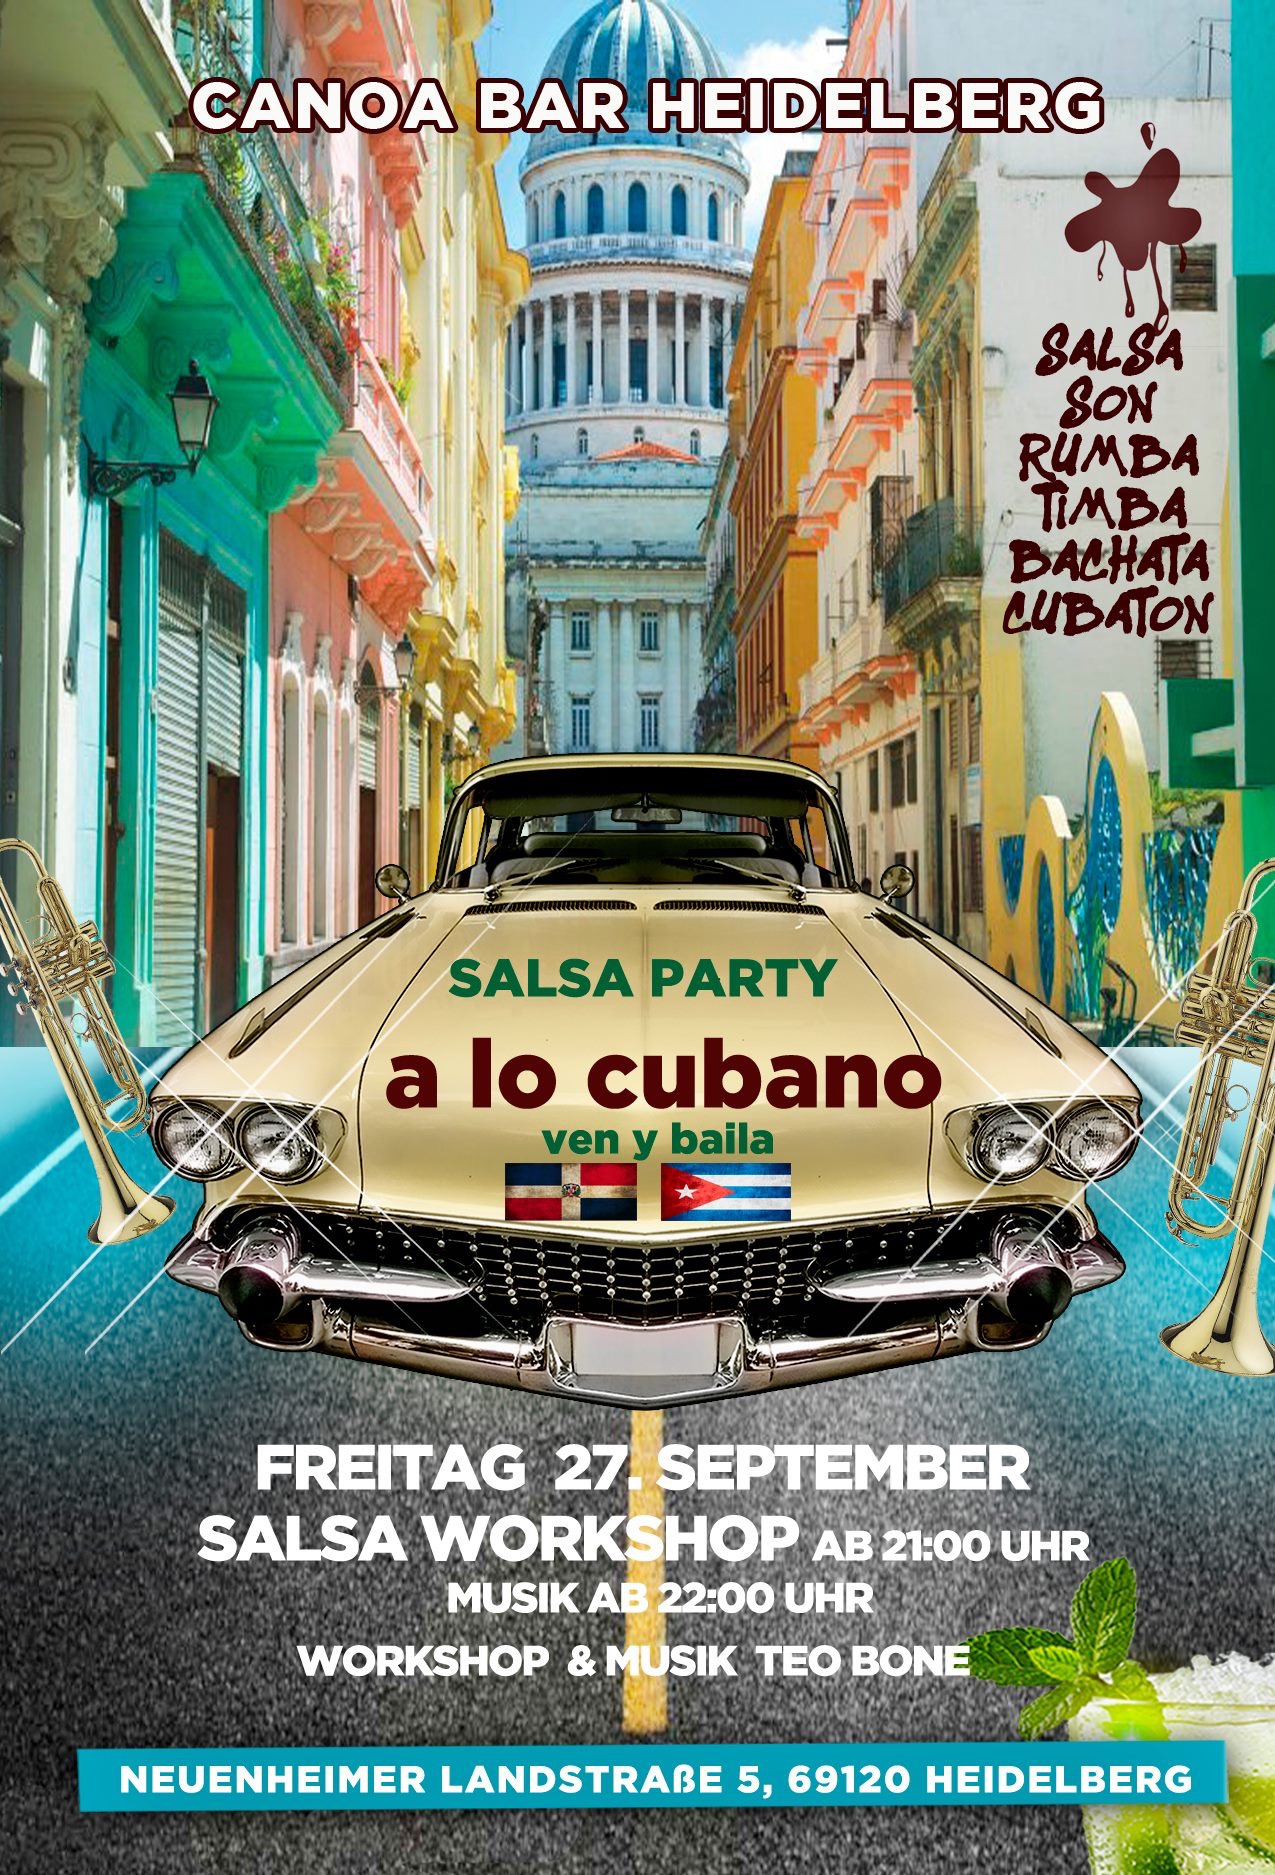 CANOA BAR HEIDELBERG
SALSA
SON
RUMBA
TIMBA
BACHATA
CUBATON
SALSA PARTY
a lo cubano
ven y baila
FREITAG 27. SEPTEMBER
SALSA WORKSHOP AB 21:00 UHR
MUSIK AB 22:00 UHR
WORKSHOP & MUSIK TEO BONE
NEUENHEIMER LANDSTRAßE 5, 69120 HEIDELBERG